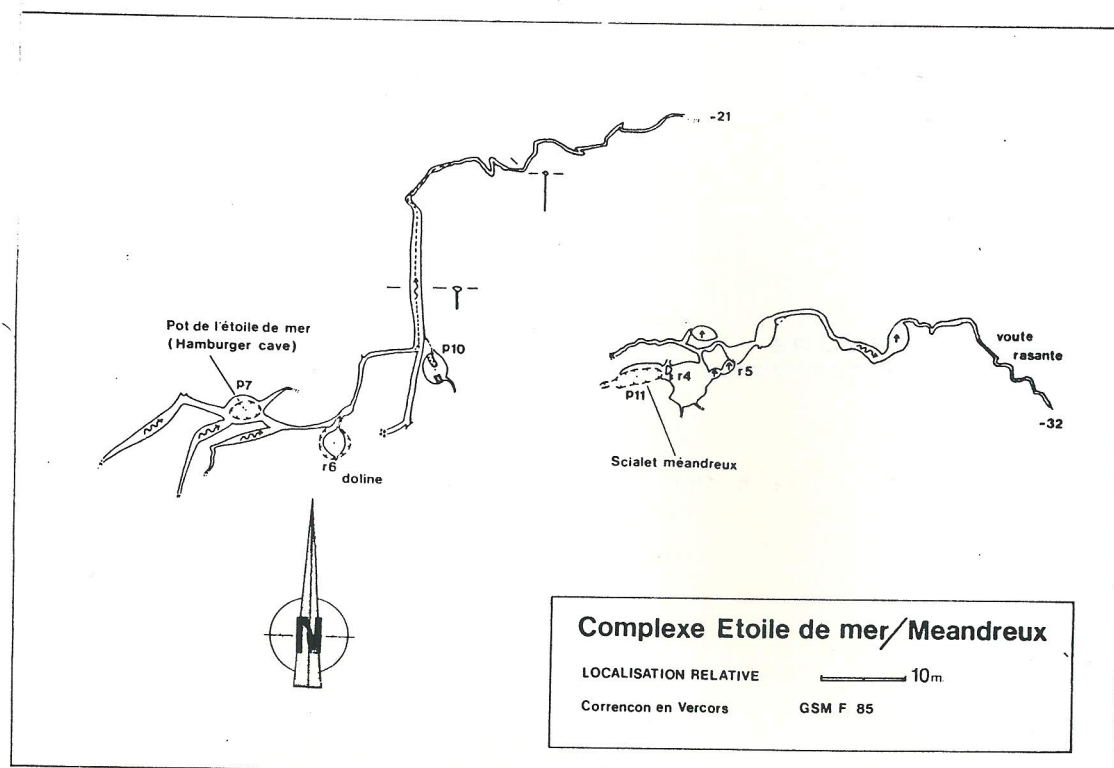 -21
Pot de l'étoile de mer
(Hamburger cave)
p7
p10
r6
doline
voute
rasante
r4
r5
p11
-32
Scialet méandreux
N
Complexe Etoile de mer/Meandreux
LOCALISATION RELATIVE
10m
Correncon en Vercors
GSM F 85